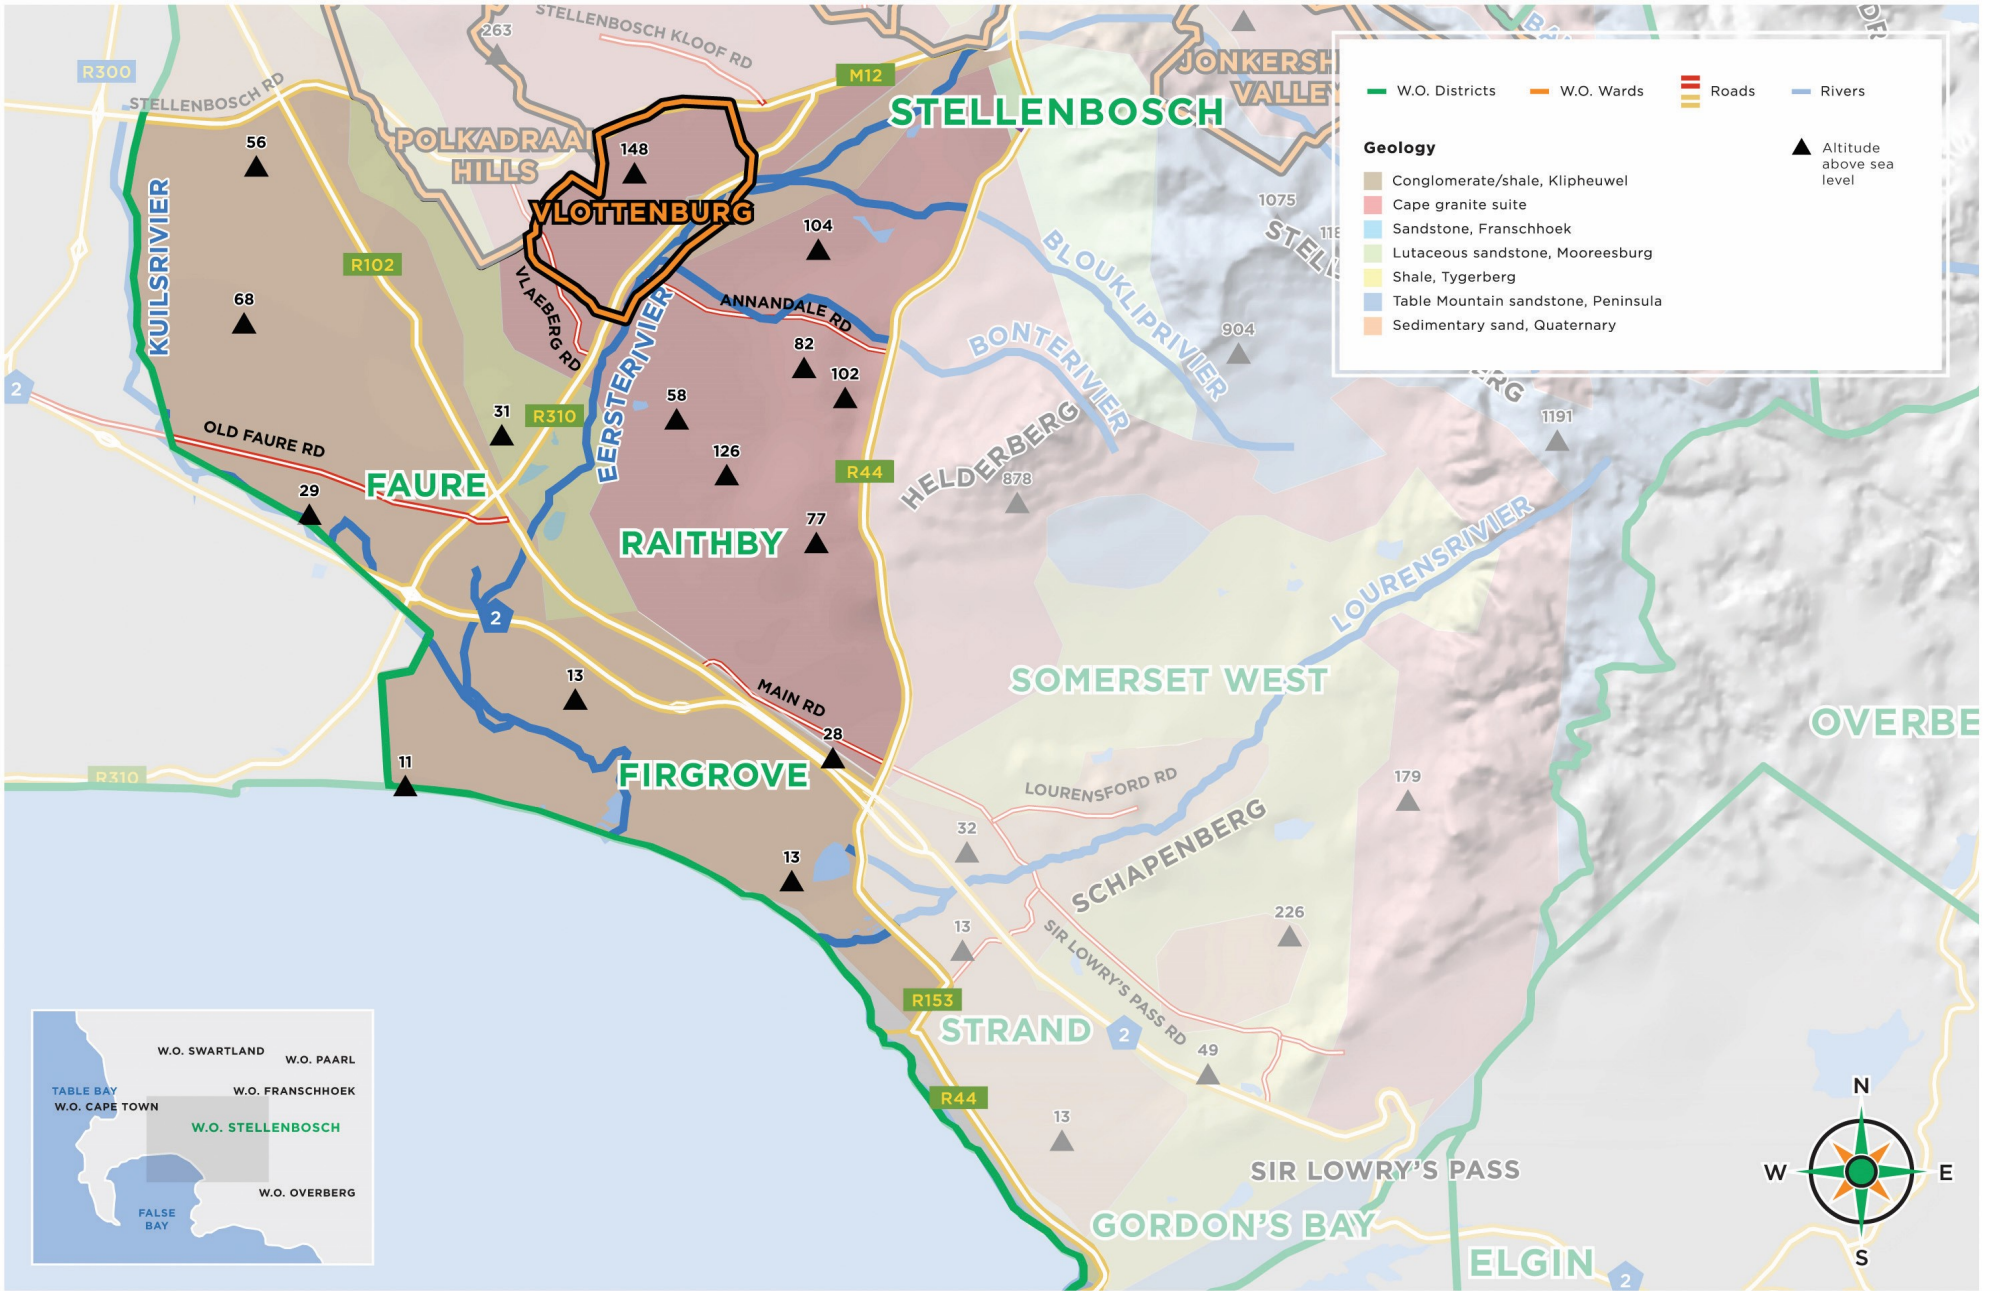 STELLENBOSCH KLOOF RD
263
R300
STELLENBOSCH RD
M12
STELLENBOSCH
POLKADRAAI
HILLS
56
148
VLOTTENBURG
KUILSRIVIER
R102
104
68
VLAEBERG RD
ANNANDALE RD
EERSTERIVIER
82
102
58
31
R310
126
R44
OLD FAURE RD
FAURE
29
2
77
RAITHBY
2
13
MAIN RD
28
R310
11
FIRGROVE
13
JONKERSH
VALLEY
1075
118
STELL
BLOUKLIPRIVIER
BONTERIVIER
904
HELDERBERG
878
ERG
1191
LOURENSRIVIER
SOMERSET WEST
OVERBE
179
LOURENSFORD RD
32
SCHAPENBERG
226
13
SIR LOWRY'S PASS RD
R153
STRAND
2
49
R44
13
SIR LOWRY'S PASS
GORDON'S BAY
ELGIN
2
W.O. Districts
W.O. Wards
Roads
Rivers
Geology
Conglomerate/shale, Klipheuwel
Cape granite suite
Sandstone, Franschhoek
Lutaceous sandstone, Mooreesburg
Shale, Tygerberg
Table Mountain sandstone, Peninsula
Sedimentary sand, Quaternary
Altitude
above sea
level
W.O. SWARTLAND
W.O. PAARL
TABLE BAY
W.O. FRANSCHHOEK
W.O. CAPE TOWN
W.O. STELLENBOSCH
W.O. OVERBERG
FALSE
BAY
N
W
E
S